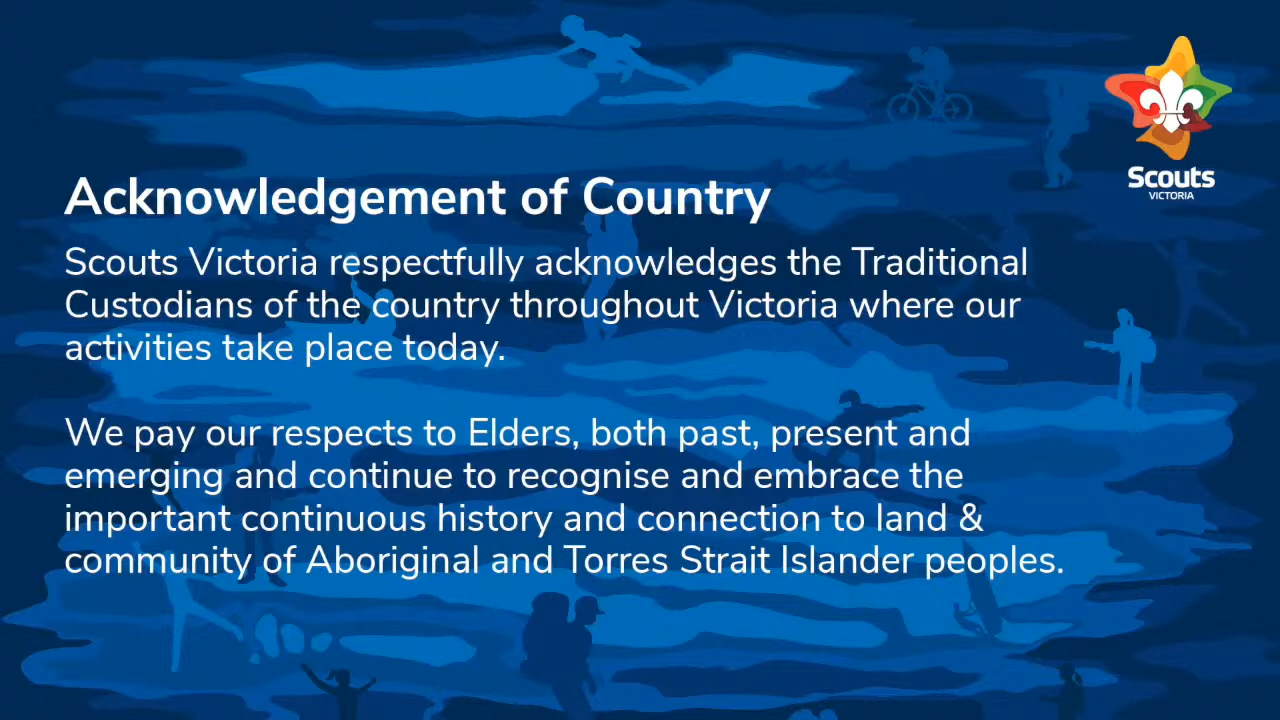 Scouts
VICTORIA
Acknowledgement of Country
Scouts Victoria respectfully acknowledges the Traditional
Custodians of the country throughout Victoria where our
activities take place today.
We pay our respects to Elders, both past, present and
emerging and continue to recognise and embrace the
important continuous history and connection to land &
community of Aboriginal and Torres Strait Islander peoples.